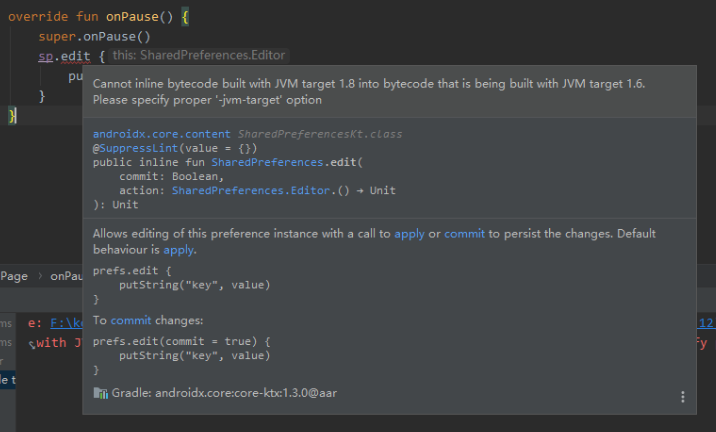 override fun onPause() {
super.onPause()
sp.edit { this: SharedPreferences.Editor
pu
}
}
Cannot inline bytecode built with JVM target 1.8 into bytecode that is being built with JVM target 1.6.
Please specify proper '-jvm-target' option
androidx.core.content SharedPreferencesKt.class
@SuppressLint(value = {})
public inline fun SharedPreferences.edit(
commit: Boolean,
action: SharedPreferences.Editor.() → Unit
): Unit
Allows editing of this preference instance with a call to apply or commit to persist the changes. Default
behaviour is apply.
prefs.edit {
putString("key", value)
}
To commit changes:
prefs.edit(commit = true) {
putString("key", value)
}
Gradle: androidx.core:core-ktx:1.3.0@aar
Page > onPau
ms e: F:\k 12
ms with J fy
r
e t